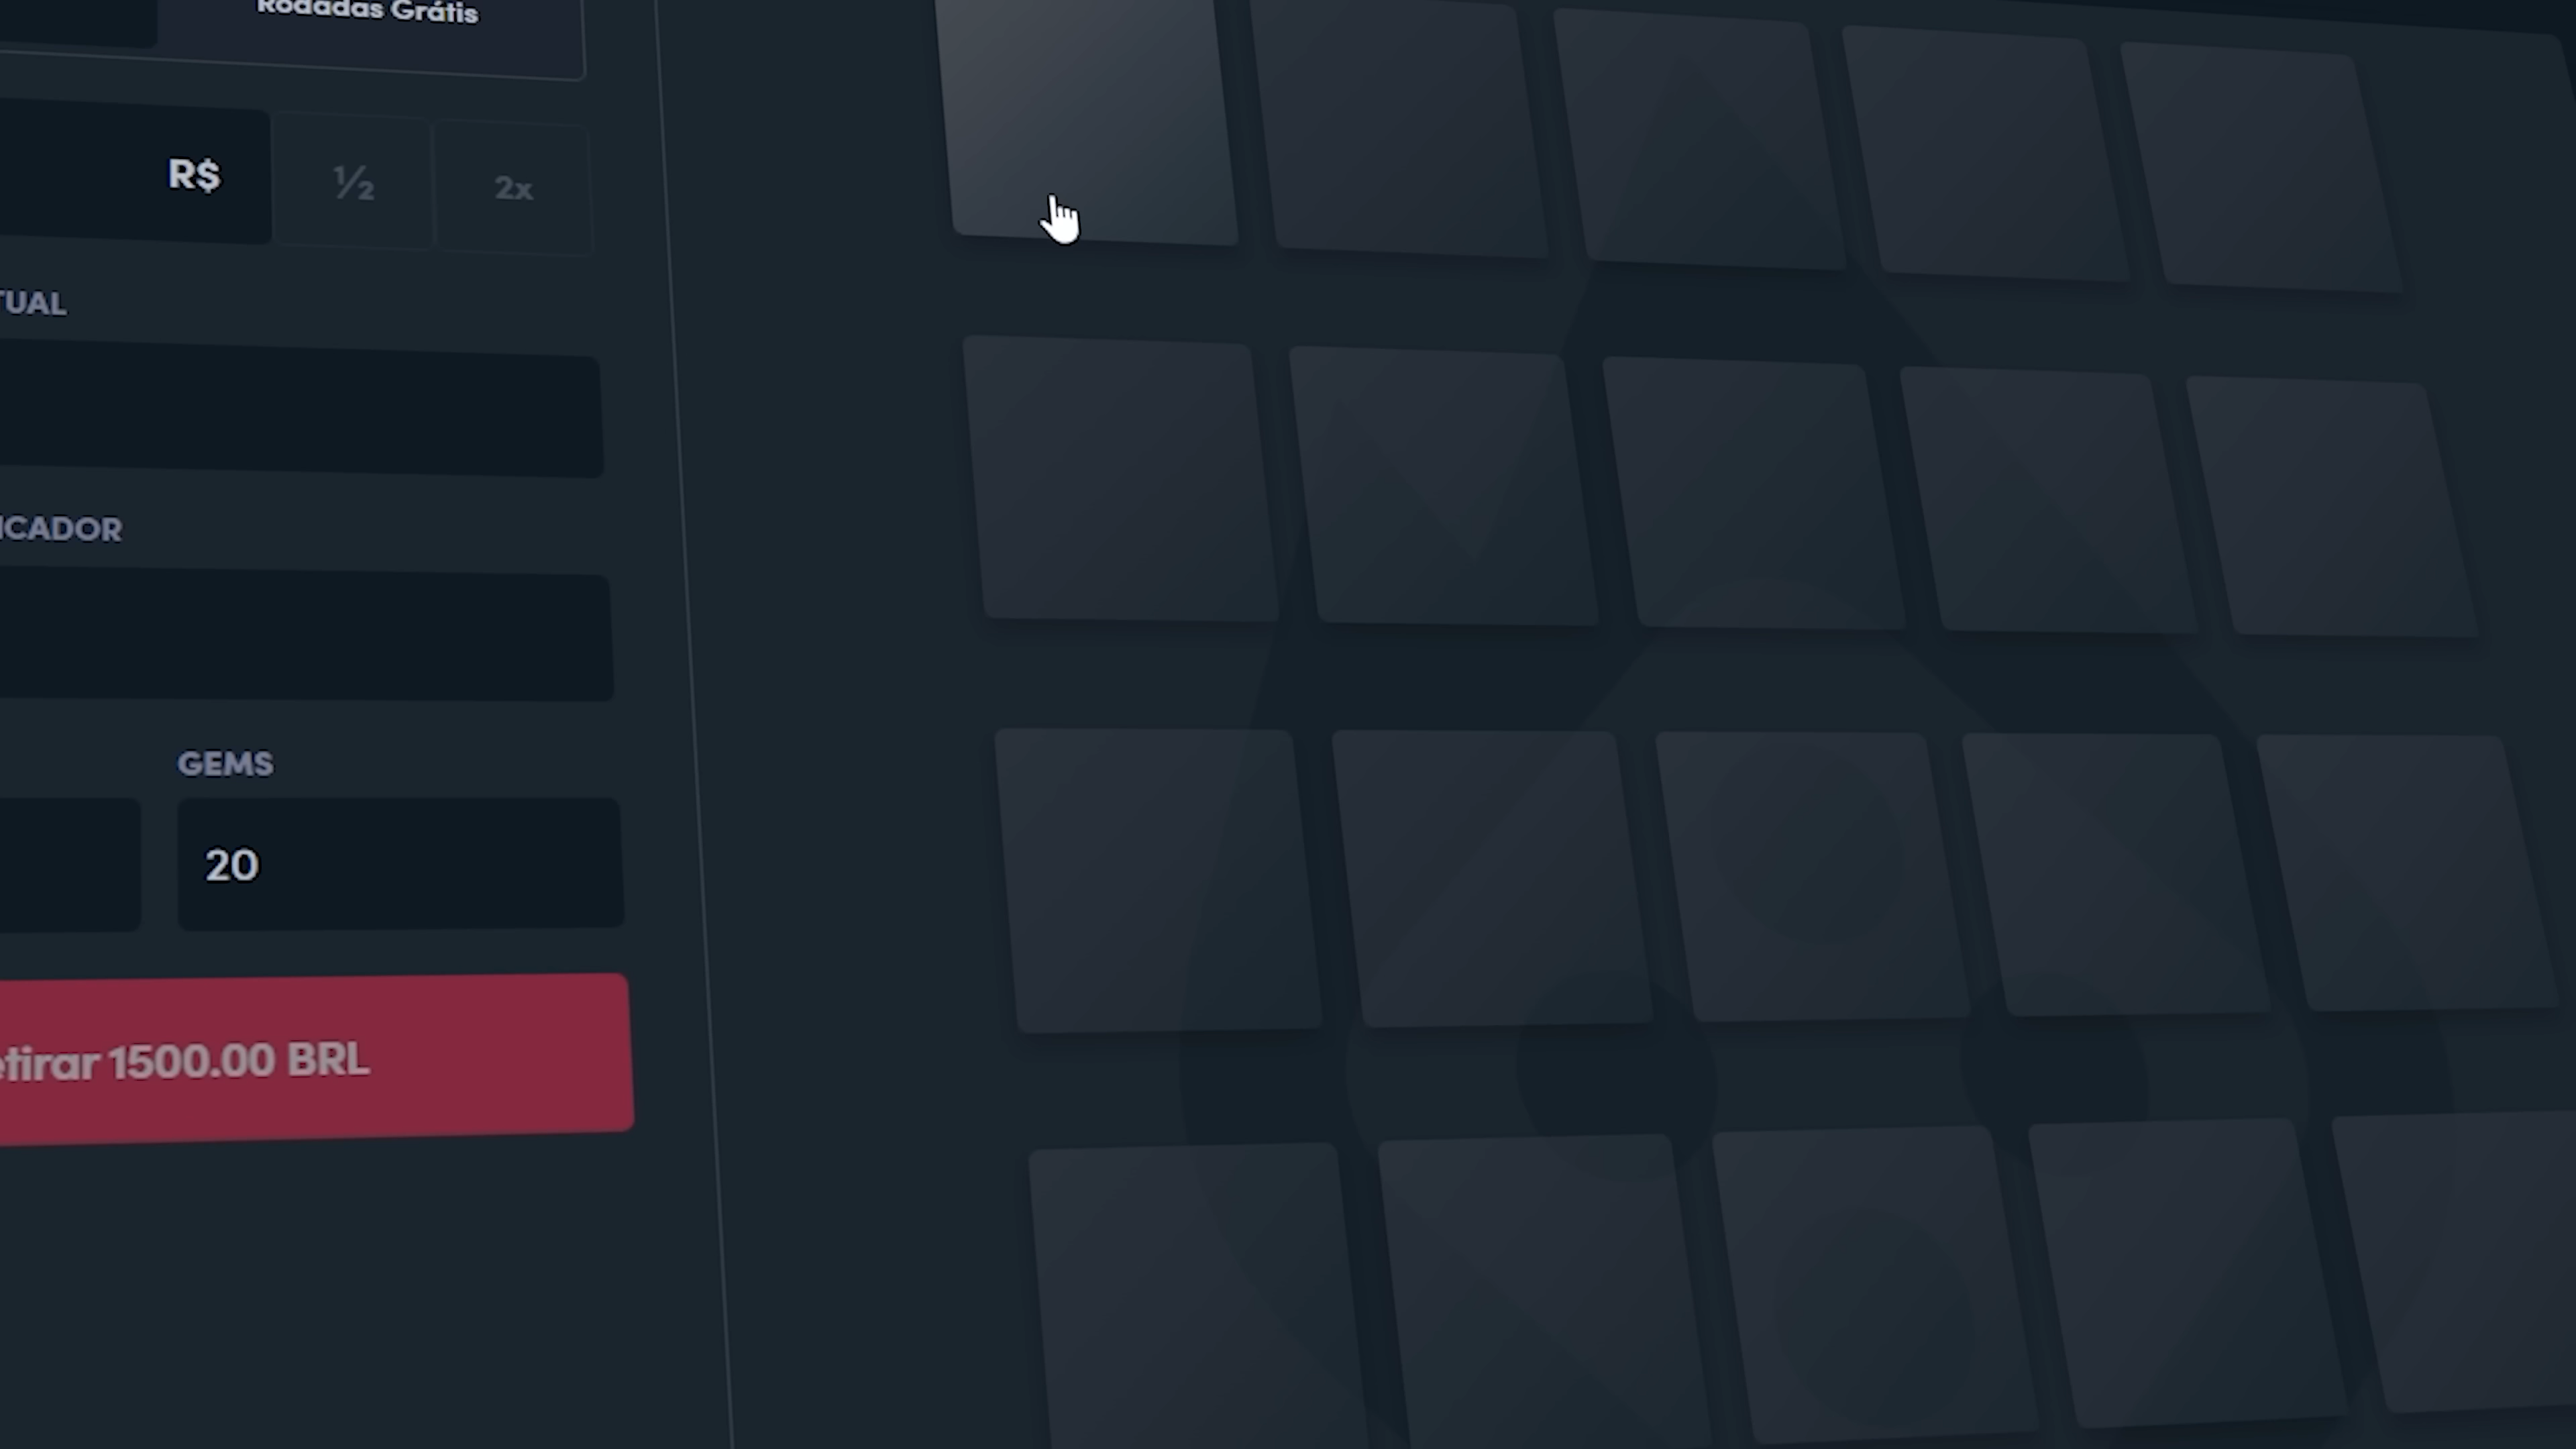 Rodadas Grátis
R$
½
2x
TUAL
ICADOR
GEMS
20
etirar 1500.00 BRL